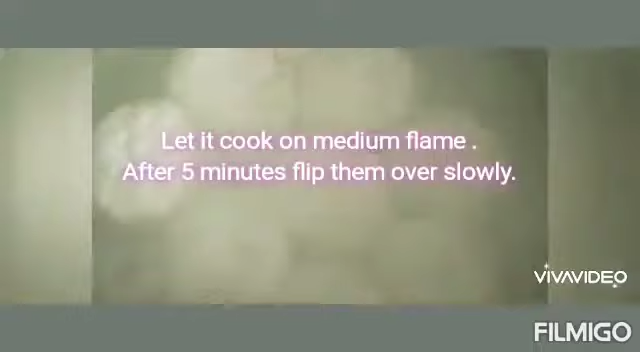 Let it cook on medium flame .
After 5 minutes flip them over slowly.
VIVAVIDEO
FILMIGO